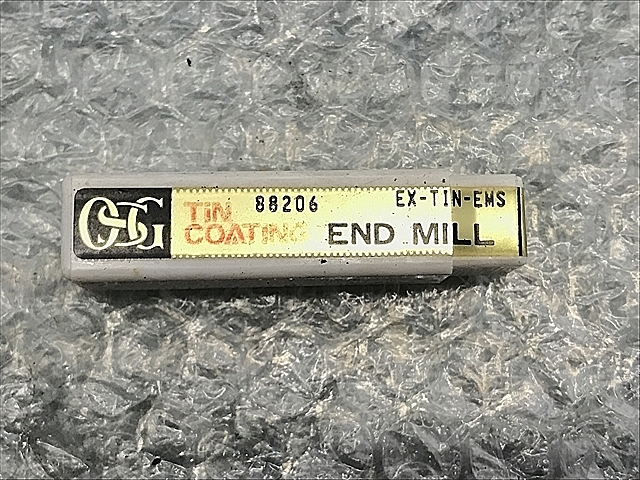 OSG
TiN 88206 EX-TIN-EMS
COATING END MILL